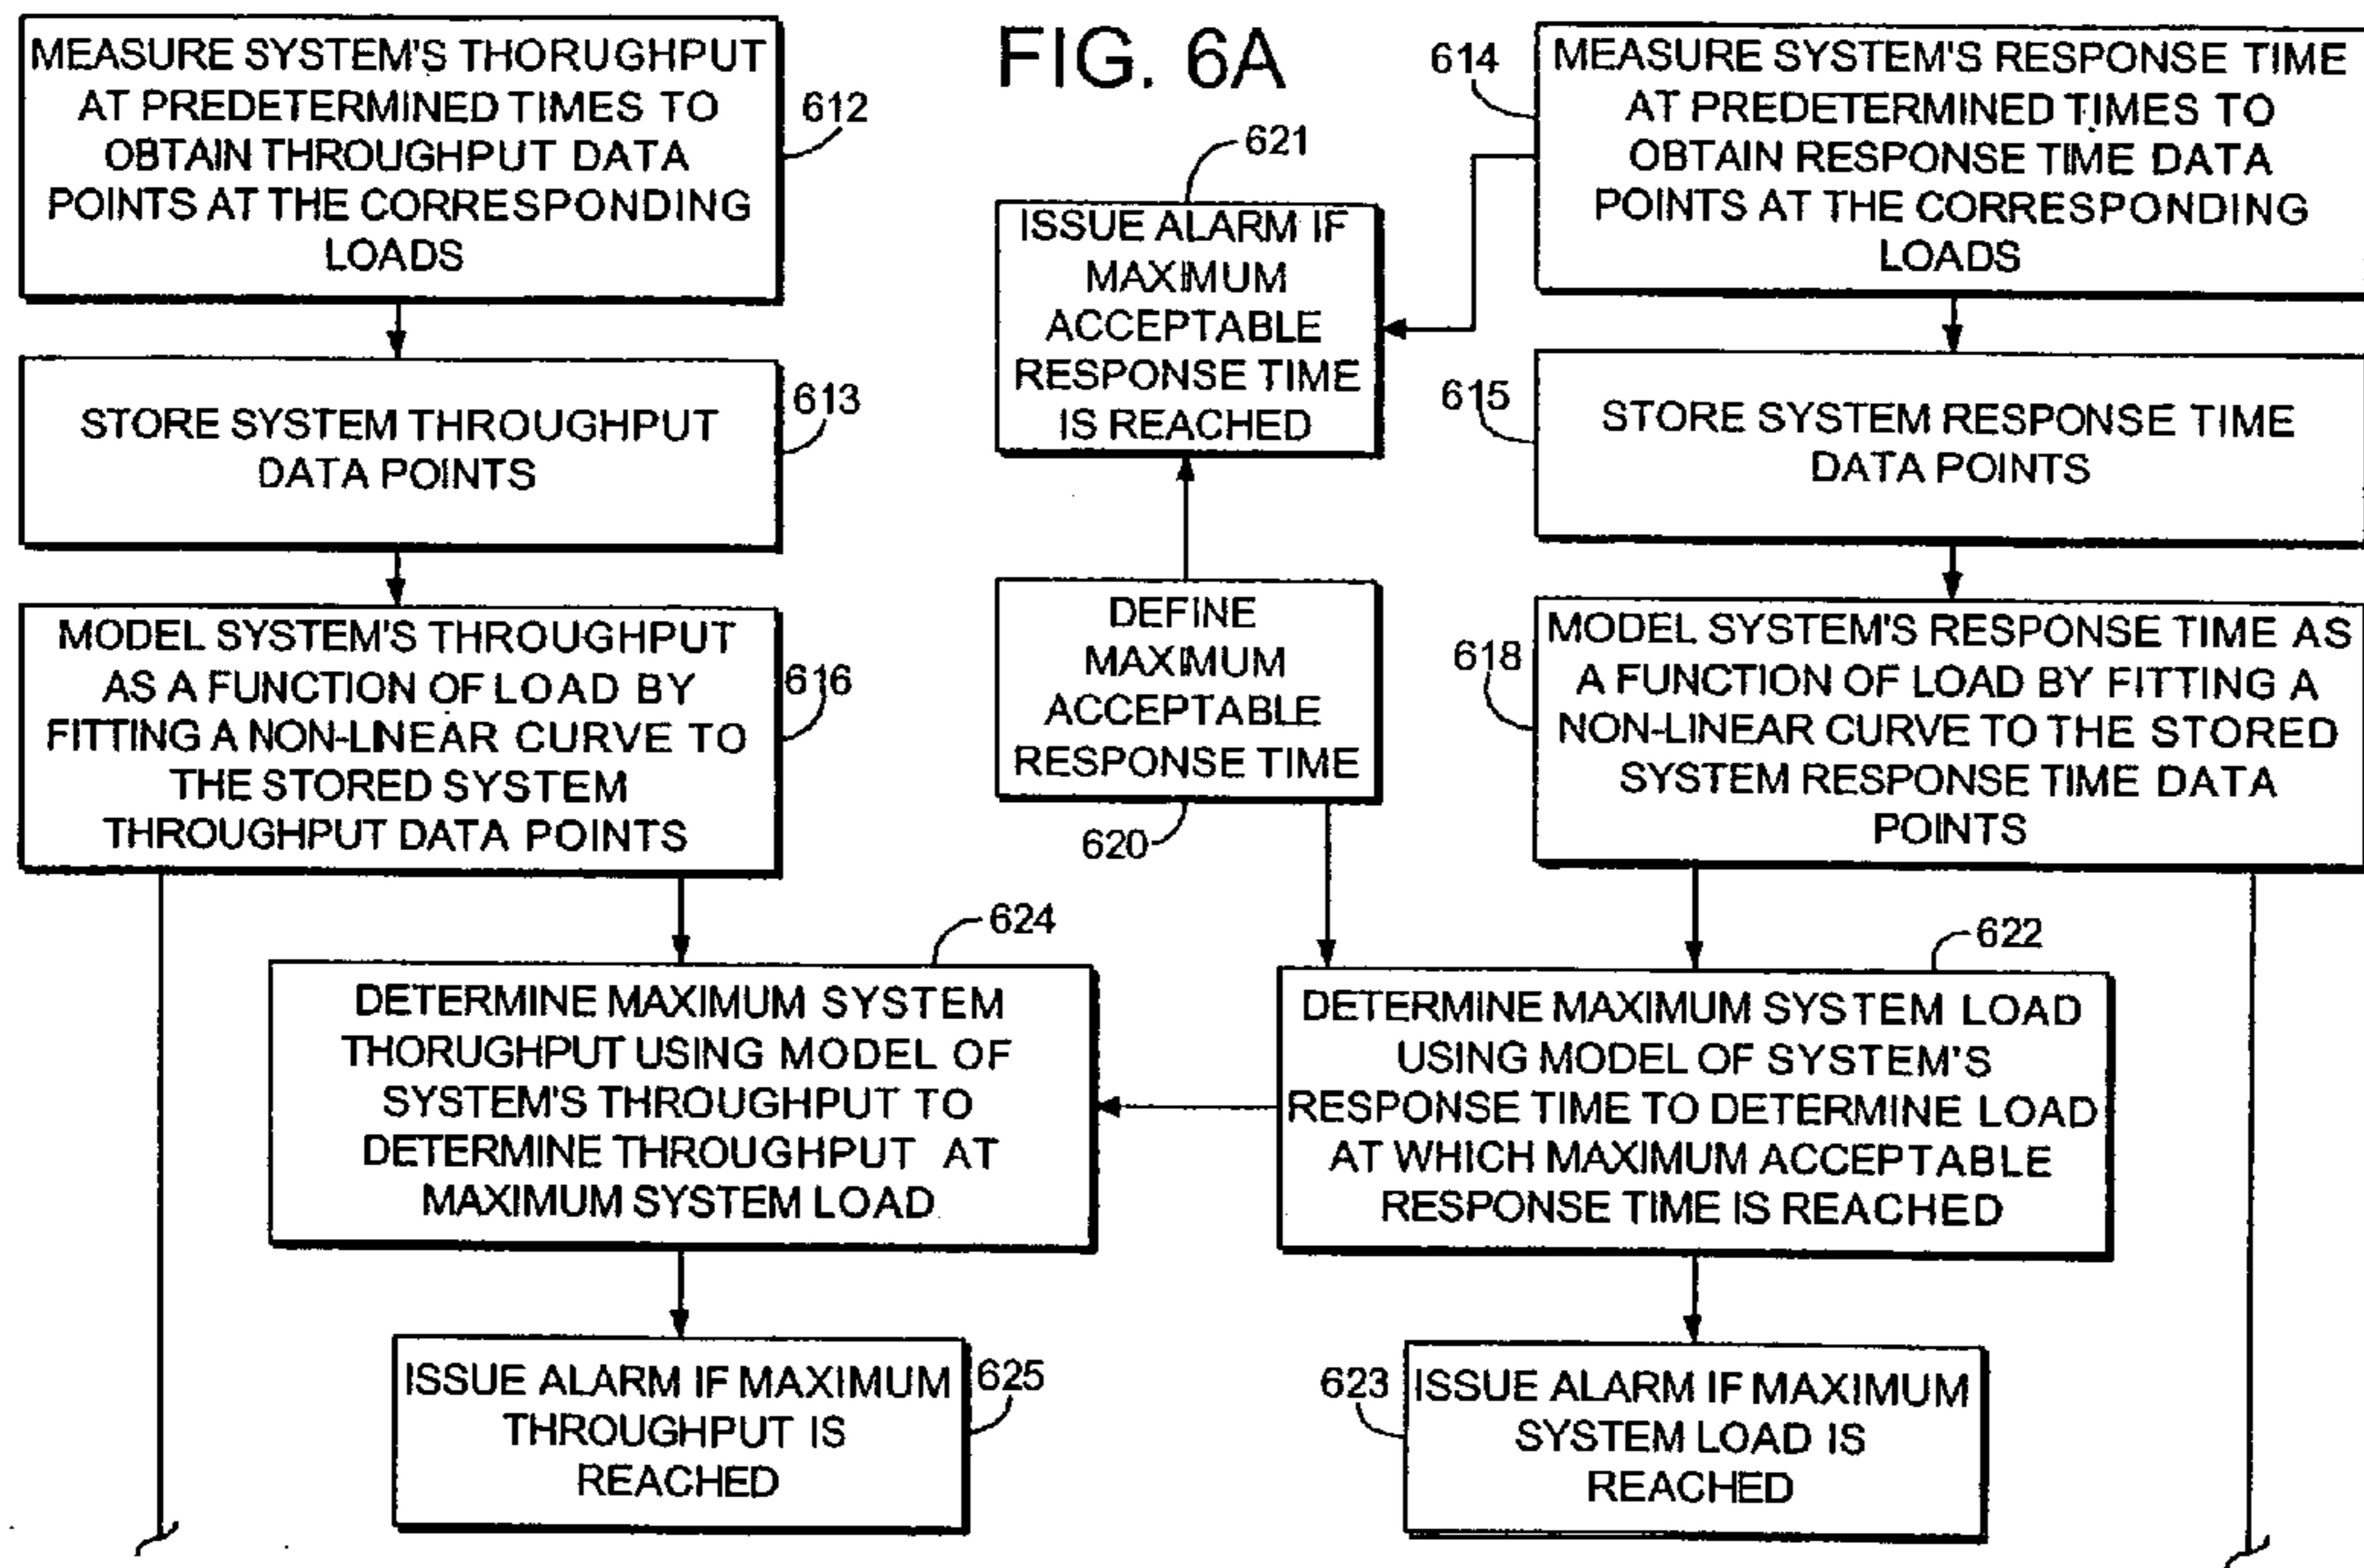 FIG. 6A
MEASURE SYSTEM'S THORUGHPUT
AT PREDETERMINED TIMES TO
OBTAIN THROUGHPUT DATA
POINTS AT THE CORRESPONDING
LOADS
612
STORE SYSTEM THROUGHPUT
DATA POINTS
613
MODEL SYSTEM'S THROUGHPUT
AS A FUNCTION OF LOAD BY
FITTING A NON-LINEAR CURVE TO
THE STORED SYSTEM
THROUGHPUT DATA POINTS
616
621
ISSUE ALARM IF
MAXIMUM
ACCEPTABLE
RESPONSE TIME
IS REACHED
DEFINE
MAXIMUM
ACCEPTABLE
RESPONSE TIME
620
614
MEASURE SYSTEM'S RESPONSE TIME
AT PREDETERMINED TIMES TO
OBTAIN RESPONSE TIME DATA
POINTS AT THE CORRESPONDING
LOADS
615
STORE SYSTEM RESPONSE TIME
DATA POINTS
618
MODEL SYSTEM'S RESPONSE TIME AS
A FUNCTION OF LOAD BY FITTING A
NON-LINEAR CURVE TO THE STORED
SYSTEM RESPONSE TIME DATA
POINTS
624
DETERMINE MAXIMUM SYSTEM
THORUGHPUT USING MODEL OF
SYSTEM'S THROUGHPUT TO
DETERMINE THROUGHPUT AT
MAXIMUM SYSTEM LOAD
622
DETERMINE MAXIMUM SYSTEM LOAD
USING MODEL OF SYSTEM'S
RESPONSE TIME TO DETERMINE LOAD
AT WHICH MAXIMUM ACCEPTABLE
RESPONSE TIME IS REACHED
ISSUE ALARM IF MAXIMUM
THROUGHPUT IS
REACHED
625
623
ISSUE ALARM IF MAXIMUM
SYSTEM LOAD IS
REACHED